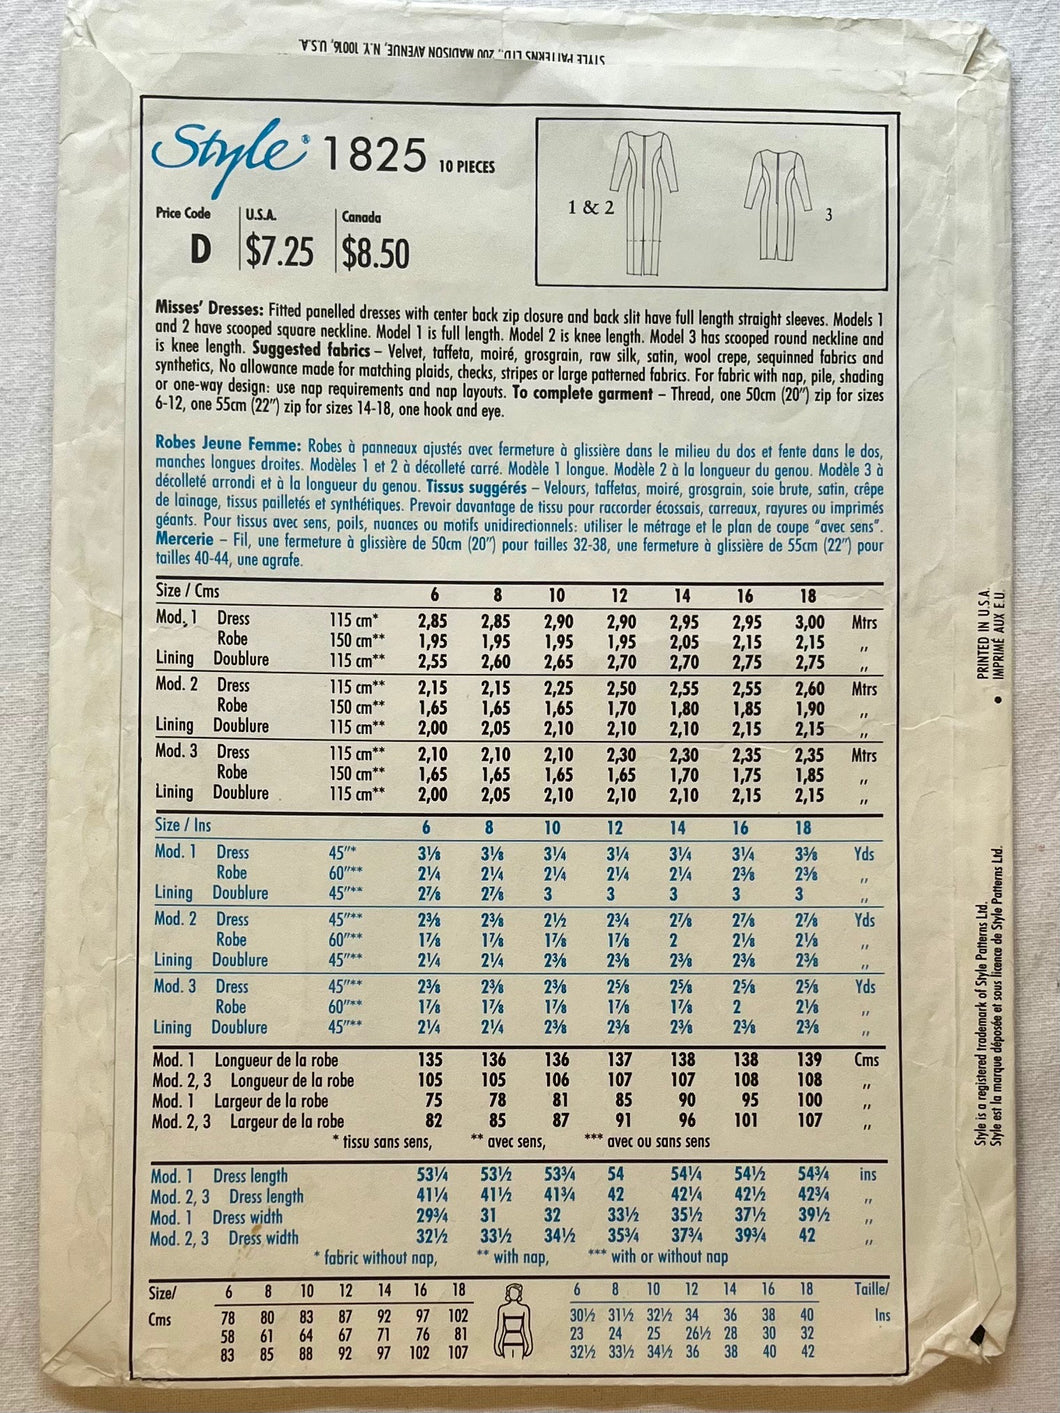 STYLE PATTERNS LTD., 200 MADISON AVENUE, N.Y. 10016, U.S.A.
Style® 1825 10 PIECES
Price Code U.S.A. Canada
D $7.25 $8.50
1 & 2
3
Misses' Dresses: Fitted panelled dresses with center back zip closure and back slit have full length straight sleeves. Models 1
and 2 have scooped square neckline. Model 1 is full length. Model 2 is knee length. Model 3 has scooped round neckline and
is knee length. Suggested fabrics – Velvet, taffeta, moiré, grosgrain, raw silk, satin, wool crepe, sequinned fabrics and
synthetics, No allowance made for matching plaids, checks, stripes or large patterned fabrics. For fabric with nap, pile, shading
or one-way design: use nap requirements and nap layouts. To complete garment – Thread, one 50cm (20") zip for sizes
6-12, one 55cm (22") zip for sizes 14-18, one hook and eye.
Robes Jeune Femme: Robes à panneaux ajustés avec fermeture à glissière dans le milieu du dos et fente dans le dos,
manches longues droites. Modèles 1 et 2 à décolleté carré. Modèle 1 longue. Modèle 2 à la longueur du genou. Modèle 3 à
décolleté arrondi et à la longueur du genou. Tissus suggérés – Velours, taffetas, moiré, grosgrain, soie brute, satin, crêpe
de lainage, tissus pailletés et synthétiques. Prevoir davantage de tissu pour raccorder écossais, carreaux, rayures ou imprimés
géants. Pour tissus avec sens, poils, nuances ou motifs unidirectionnels: utiliser le métrage et le plan de coupe "avec sens".
Mercerie – Fil, une fermeture à glissière de 50cm (20") pour tailles 32-38, une fermeture à glissière de 55cm (22") pour
tailles 40-44, une agrafe.
Size / Cms 6 8 10 12 14 16 18
Mod. 1 Dress 115 cm* 2,85 2,85 2,90 2,90 2,95 2,95 3,00 Mtrs
Robe 150 cm** 1,95 1,95 1,95 1,95 2,05 2,15 2,15 ,,
Lining Doublure 115 cm** 2,55 2,60 2,65 2,70 2,70 2,75 2,75 ,,
Mod. 2 Dress 115 cm** 2,15 2,15 2,25 2,50 2,55 2,55 2,60 Mtrs
Robe 150 cm** 1,65 1,65 1,65 1,70 1,80 1,85 1,90 ,,
Lining Doublure 115 cm** 2,00 2,05 2,10 2,10 2,10 2,15 2,15 ,,
Mod. 3 Dress 115 cm** 2,10 2,10 2,10 2,30 2,30 2,35 2,35 Mtrs
Robe 150 cm** 1,65 1,65 1,65 1,65 1,70 1,75 1,85 ,,
Lining Doublure 115 cm** 2,00 2,05 2,10 2,10 2,10 2,15 2,15 ,,
Size / Ins 6 8 10 12 14 16 18
Mod. 1 Dress 45"* 3⅛ 3⅛ 3¼ 3¼ 3¼ 3¼ 3⅜ Yds
Robe 60"** 2¼ 2¼ 2¼ 2¼ 2¼ 2⅜ 2⅜ ,,
Lining Doublure 45"** 2⅞ 2⅞ 3 3 3 3 3 ,,
Mod. 2 Dress 45"** 2⅜ 2⅜ 2½ 2¾ 2⅞ 2⅞ 2⅞ Yds
Robe 60"** 1⅞ 1⅞ 1⅞ 1⅞ 2 2⅛ 2⅛ ,,
Lining Doublure 45"** 2¼ 2¼ 2⅜ 2⅜ 2⅜ 2⅜ 2⅜ ,,
Mod. 3 Dress 45"** 2⅜ 2⅜ 2⅜ 2⅝ 2⅝ 2⅝ 2⅝ Yds
Robe 60"** 1⅞ 1⅞ 1⅞ 1⅞ 1⅞ 2 2⅛ ,,
Lining Doublure 45"** 2¼ 2¼ 2⅜ 2⅜ 2⅜ 2⅜ 2⅜ ,,
Mod. 1 Longueur de la robe 135 136 136 137 138 138 139 Cms
Mod. 2, 3 Longueur de la robe 105 105 106 107 107 108 108 ,,
Mod. 1 Largeur de la robe 75 78 81 85 90 95 100 ,,
Mod. 2, 3 Largeur de la robe 82 85 87 91 96 101 107 ,,
* tissu sans sens, ** avec sens, *** avec ou sans sens
Mod. 1 Dress length 53¼ 53½ 53¾ 54 54¼ 54½ 54¾ ins
Mod. 2, 3 Dress length 41¼ 41½ 41¾ 42 42¼ 42½ 42¾ ,,
Mod. 1 Dress width 29¾ 31 32 33½ 35½ 37½ 39½ ,,
Mod. 2, 3 Dress width 32½ 33½ 34½ 35¾ 37¾ 39¾ 42 ,,
* fabric without nap, ** with nap, *** with or without nap
Size/ 6 8 10 12 14 16 18 6 8 10 12 14 16 18 Taille/
Cms 78 80 83 87 92 97 102 30½ 31½ 32½ 34 36 38 40 Ins
58 61 64 67 71 76 81 23 24 25 26½ 28 30 32
83 85 88 92 97 102 107 32½ 33½ 34½ 36 38 40 42
Style is a registered trademark of Style Patterns Ltd. • PRINTED IN U.S.A.
Style est la marque déposée et sous licence de Style Patterns Ltd. IMPRIMÉ AUX E.U.